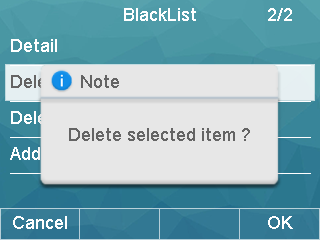 BlackList 2/2
Detail
Dele
Note
Delete selected item ?
Dele
Add
Cancel OK